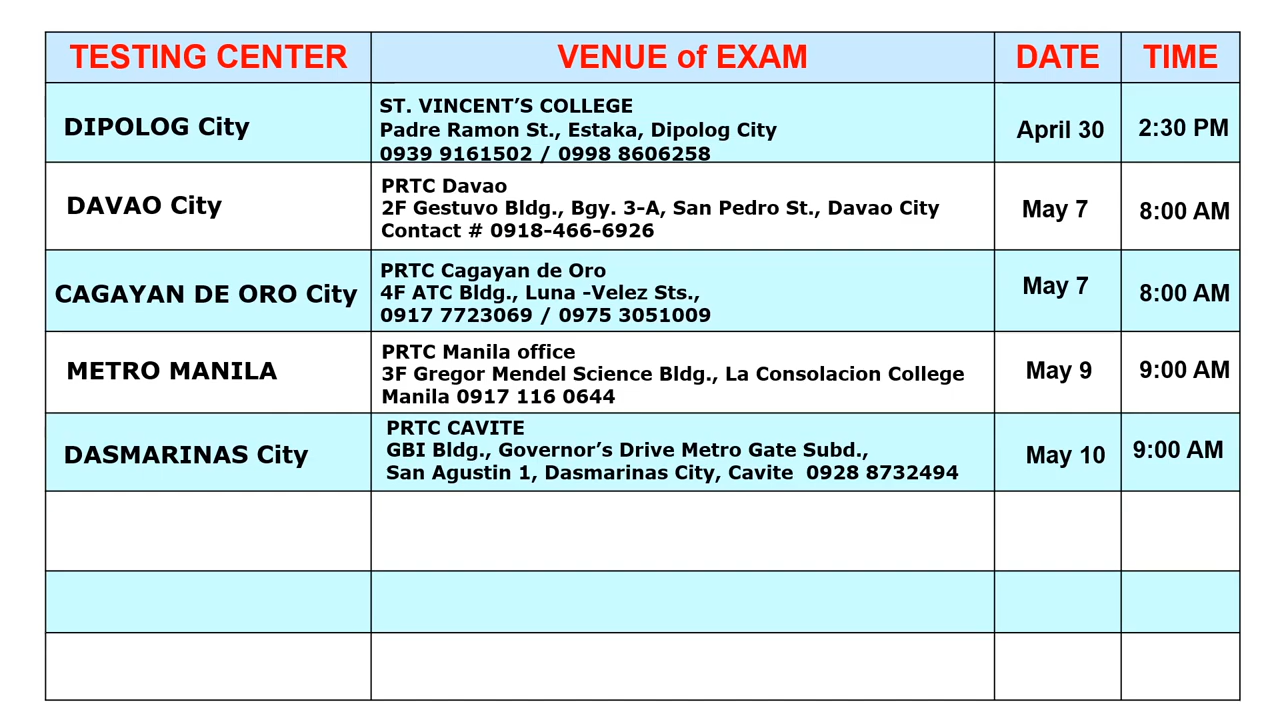 TESTING CENTER VENUE of EXAM DATE TIME
DIPOLOG City
ST. VINCENT’S COLLEGE
Padre Ramon St., Estaka, Dipolog City
0939 9161502 / 0998 8606258
April 30
2:30 PM
DAVAO City
PRTC Davao
2F Gestuvo Bldg., Bgy. 3-A, San Pedro St., Davao City
Contact # 0918-466-6926
May 7
8:00 AM
CAGAYAN DE ORO City
PRTC Cagayan de Oro
4F ATC Bldg., Luna -Velez Sts.,
0917 7723069 / 0975 3051009
May 7
8:00 AM
METRO MANILA
PRTC Manila office
3F Gregor Mendel Science Bldg., La Consolacion College
Manila 0917 116 0644
May 9
9:00 AM
DASMARINAS City
PRTC CAVITE
GBI Bldg., Governor’s Drive Metro Gate Subd.,
San Agustin 1, Dasmarinas City, Cavite 0928 8732494
May 10
9:00 AM